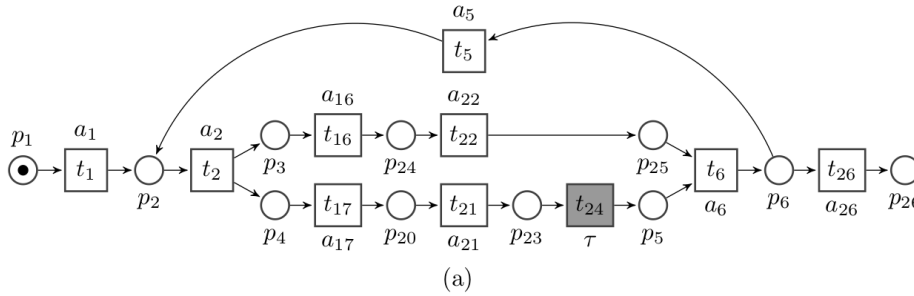 a5
t5
a16 a22
p1 a1 a2
t16 t22
p3 p24 p25
t1 t2 t6 t26
p2 a6 p6 p26
t17 t21 t24
p4 p20 p23 p5 a26
a17 a21 τ
(a)